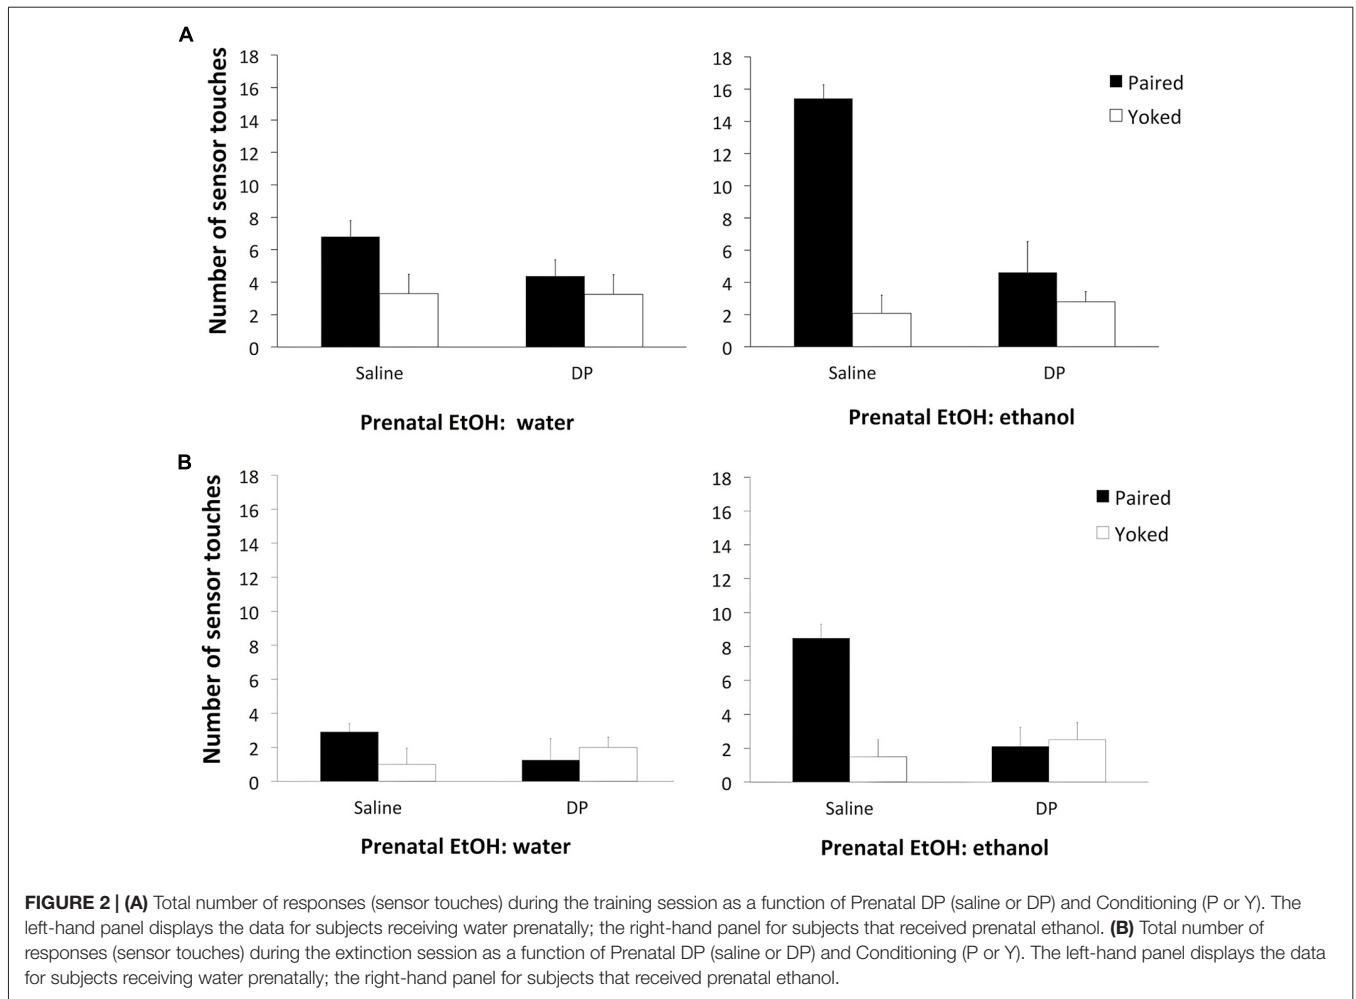 A
Number of sensor touches
18
16
14
12
10
8
6
4
2
0
Saline
DP
Prenatal EtOH: water
18
16
14
12
10
8
6
4
2
0
Saline
DP
Prenatal EtOH: ethanol
Paired
Yoked
B
Number of sensor touches
18
16
14
12
10
8
6
4
2
0
Saline
DP
Prenatal EtOH: water
18
16
14
12
10
8
6
4
2
0
Saline
DP
Prenatal EtOH: ethanol
Paired
Yoked
FIGURE 2 | (A) Total number of responses (sensor touches) during the training session as a function of Prenatal DP (saline or DP) and Conditioning (P or Y). The
left-hand panel displays the data for subjects receiving water prenatally; the right-hand panel for subjects that received prenatal ethanol. (B) Total number of
responses (sensor touches) during the extinction session as a function of Prenatal DP (saline or DP) and Conditioning (P or Y). The left-hand panel displays the data
for subjects receiving water prenatally; the right-hand panel for subjects that received prenatal ethanol.